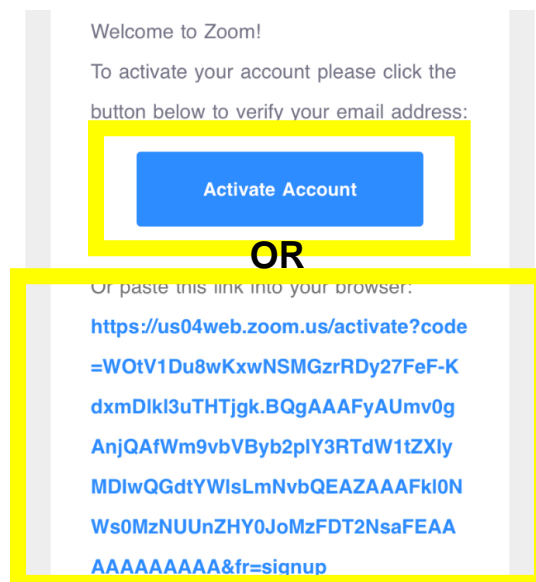 Welcome to Zoom!
To activate your account please click the
button below to verify your email address:
Activate Account
OR
Or paste this link into your browser:
https://us04web.zoom.us/activate?code
=WOtV1Du8wKxwNSMGzrRDy27FeF-K
dxmDlkl3uTHTjgk.BQgAAAFyAUmv0g
AnjQAfWm9vbVByb2plY3RTdW1tZXIy
MDIwQGdtYWlsLmNvbQEAZAAAFkl0N
Ws0MzNUUnZHY0JoMzFDT2NsaFEAA
AAAAAAAAA&fr=signup